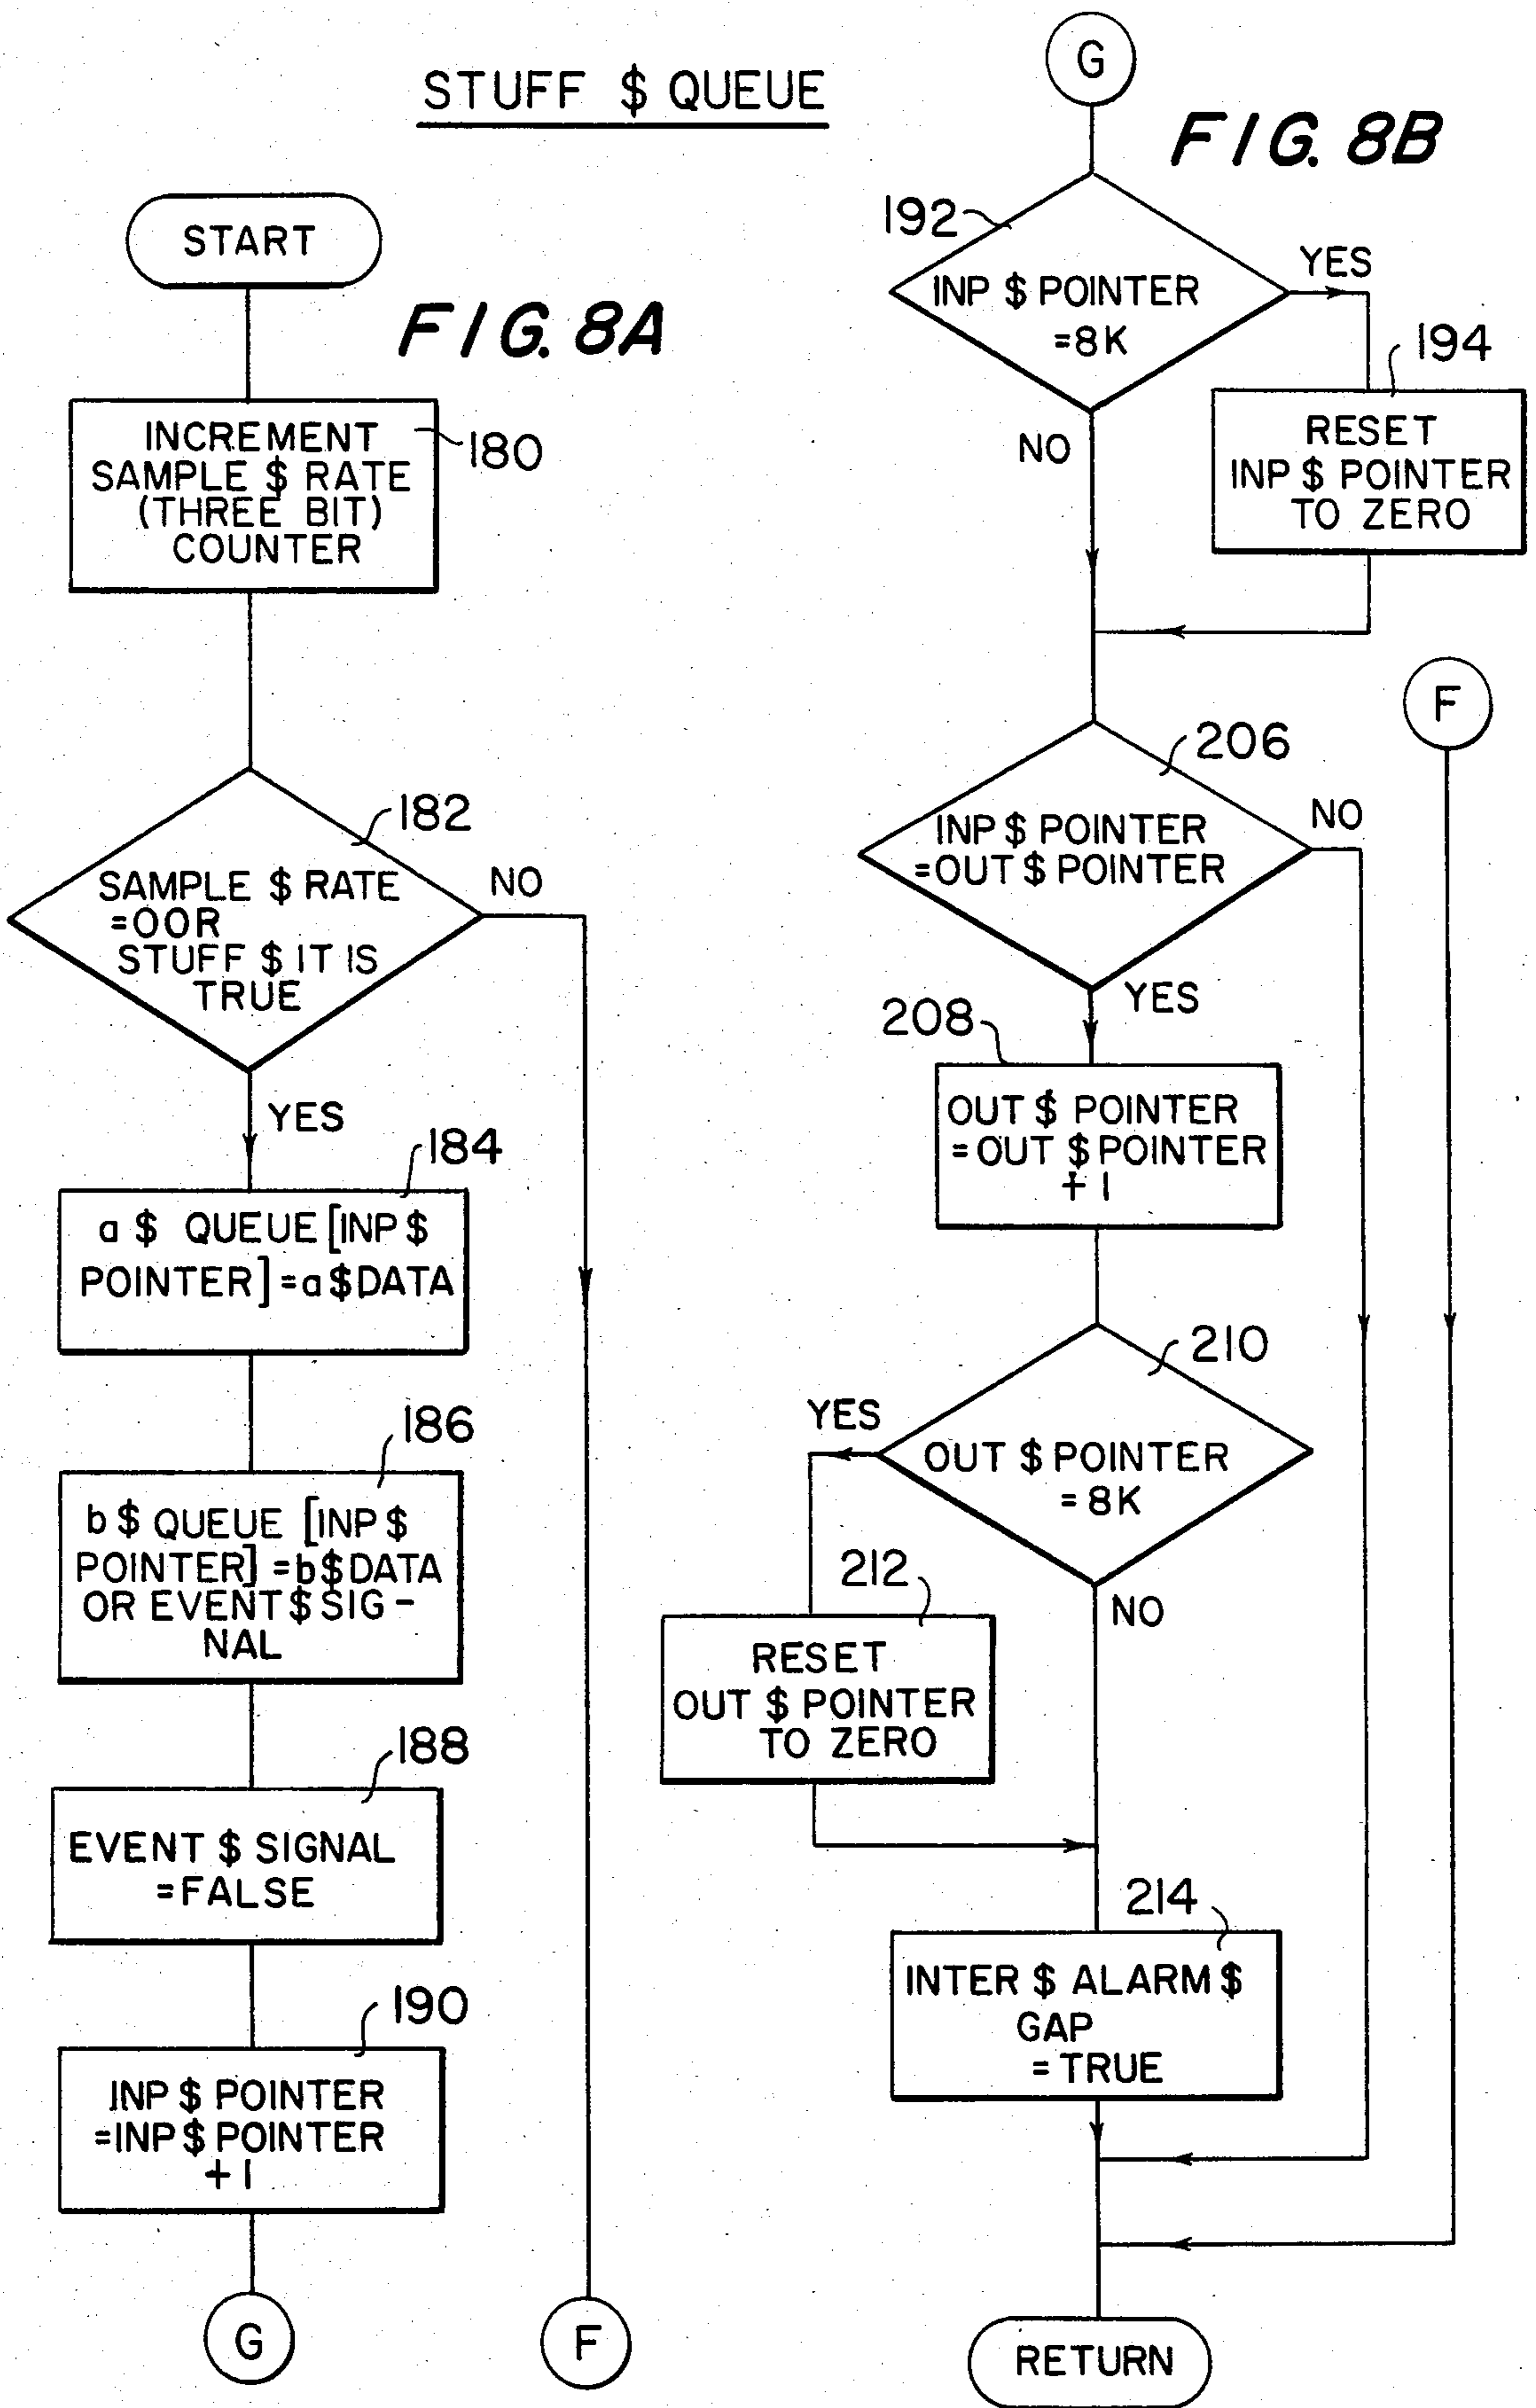 STUFF $ QUEUE
FIG. 8A
START
INCREMENT
SAMPLE $ RATE
(THREE BIT)
COUNTER
180
182
SAMPLE $ RATE
=0OR
STUFF $ IT IS
TRUE
NO
YES
184
a $ QUEUE [INP $
POINTER] =a $DATA
186
b $ QUEUE [INP $
POINTER] =b $DATA
OR EVENT $ SIG-
NAL
188
EVENT $ SIGNAL
=FALSE
190
INP $ POINTER
=INP $ POINTER
+1
G
F
G
FIG. 8B
192
INP $ POINTER
=8K
YES
NO
194
RESET
INP $ POINTER
TO ZERO
F
206
INP $ POINTER
=OUT $ POINTER
NO
YES
208
OUT $ POINTER
=OUT $ POINTER
+1
210
YES
OUT $ POINTER
=8K
NO
212
RESET
OUT $ POINTER
TO ZERO
214
INTER $ ALARM $
GAP
=TRUE
RETURN